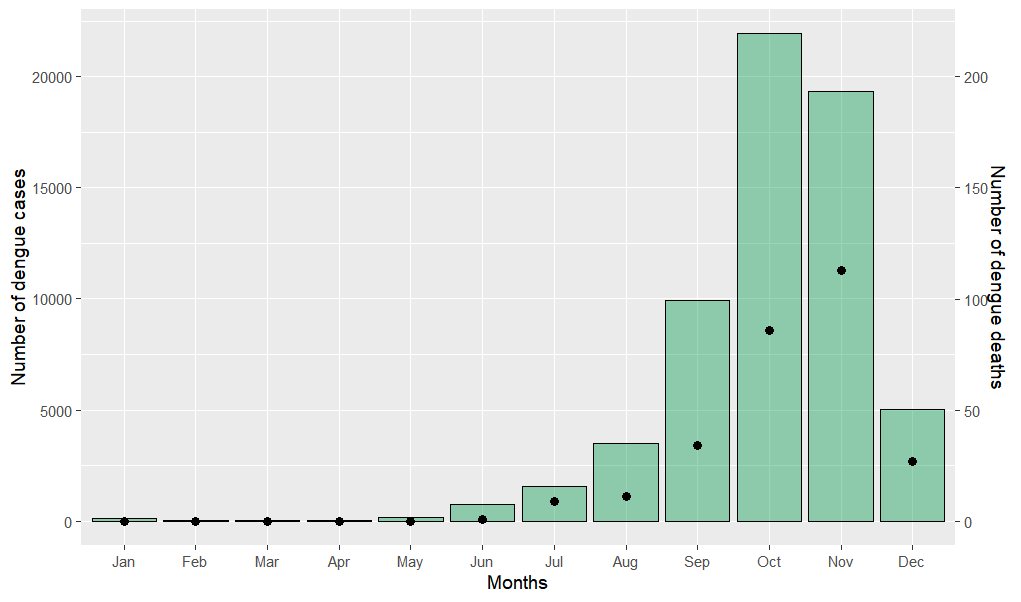 Number of dengue cases
20000
15000
10000
5000
0
200
150
100
50
0
Number of dengue deaths
Jan Feb Mar Apr May Jun Jul Aug Sep Oct Nov Dec
Months